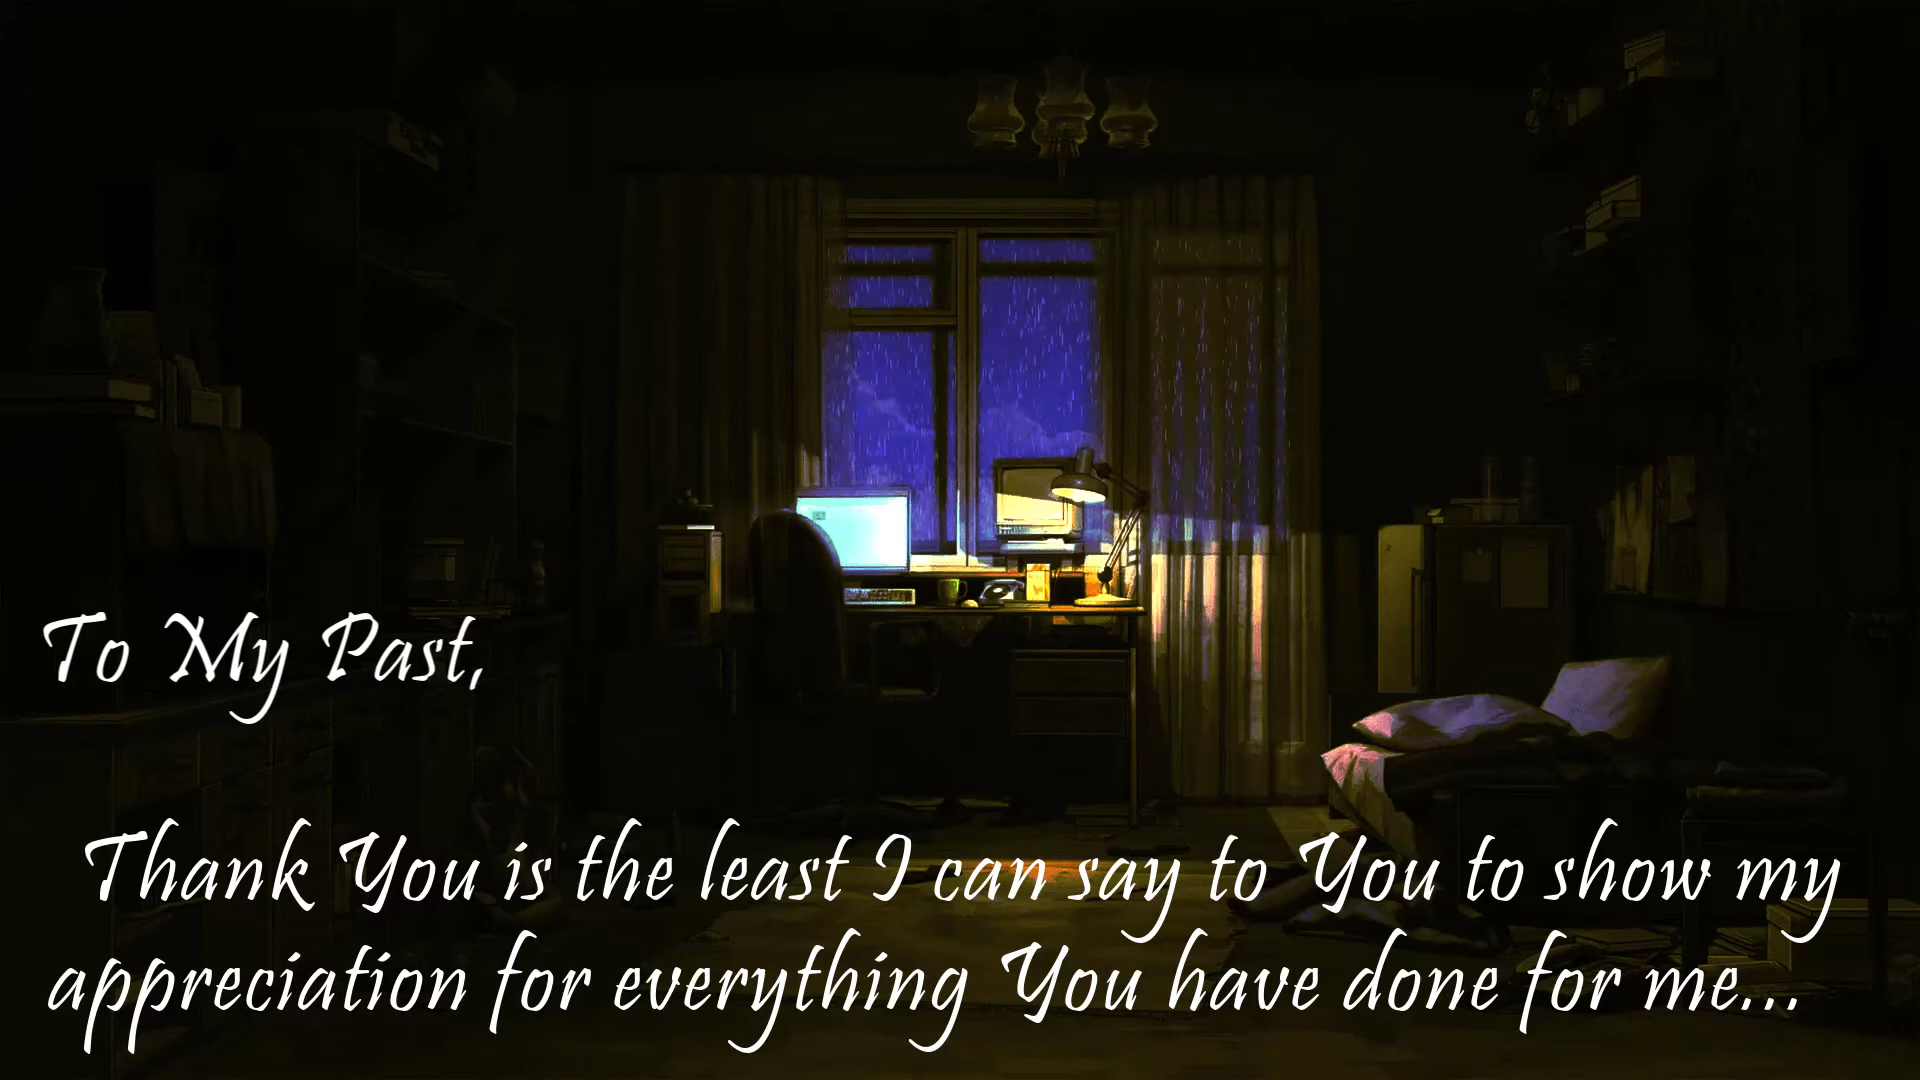 To My Past,
Thank You is the least I can say to You to show my
appreciation for everything You have done for me...